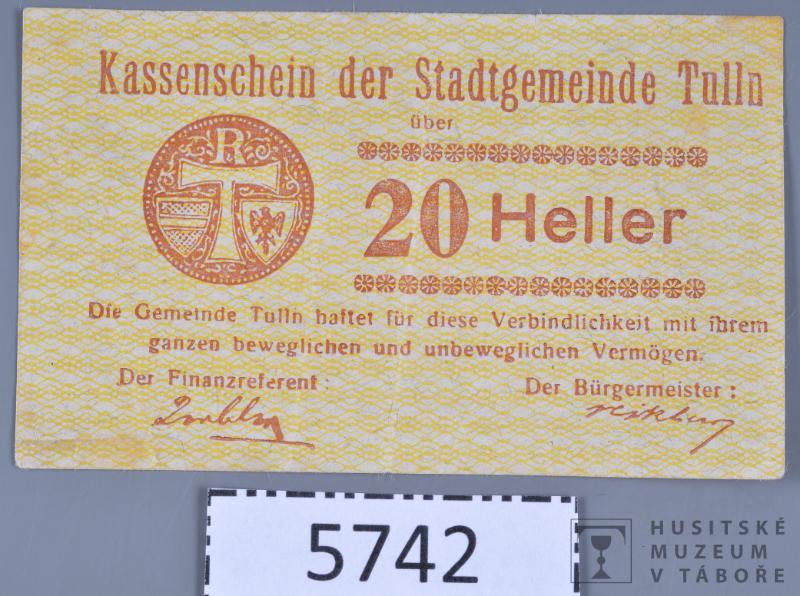 Kassenschein der Stadtgemeinde Tulln
über
R
20 Heller
Die Gemeinde Tulln haftet für diese Verbindlichkeit mit ihrem
ganzen beweglichen und unbeweglichen Vermögen.
Der Finanzreferent:
Der Bürgermeister:
5742
HUSITSKÉ
MUZEUM
V TÁBOŘE